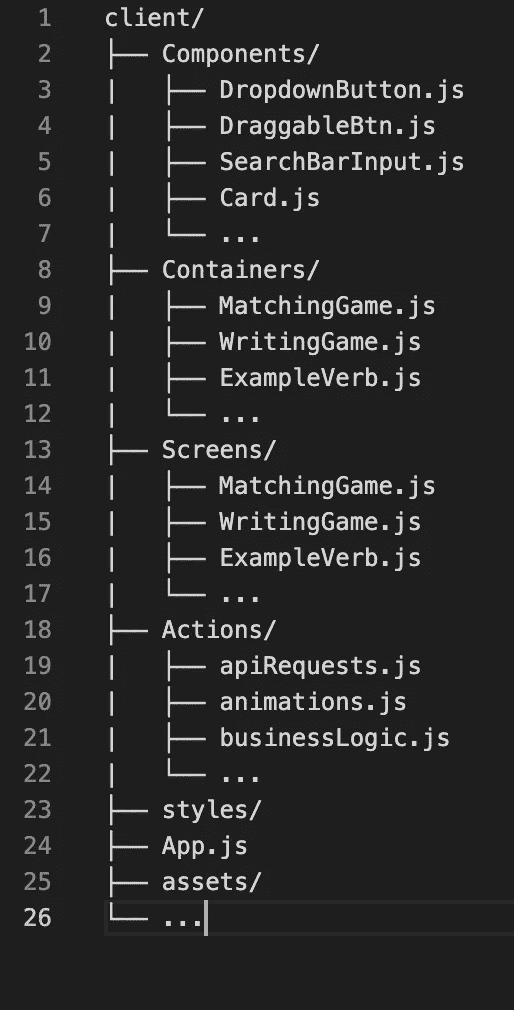 1 client/
2 ├── Components/
3 |   ├── DropdownButton.js
4 |   ├── DraggableBtn.js
5 |   ├── SearchBarInput.js
6 |   ├── Card.js
7 |   └── ...
8 ├── Containers/
9 |   ├── MatchingGame.js
10 |   ├── WritingGame.js
11 |   ├── ExampleVerb.js
12 |   └── ...
13 ├── Screens/
14 |   ├── MatchingGame.js
15 |   ├── WritingGame.js
16 |   ├── ExampleVerb.js
17 |   └── ...
18 ├── Actions/
19 |   ├── apiRequests.js
20 |   ├── animations.js
21 |   ├── businessLogic.js
22 |   └── ...
23 ├── styles/
24 ├── App.js
25 ├── assets/
26 └── ...